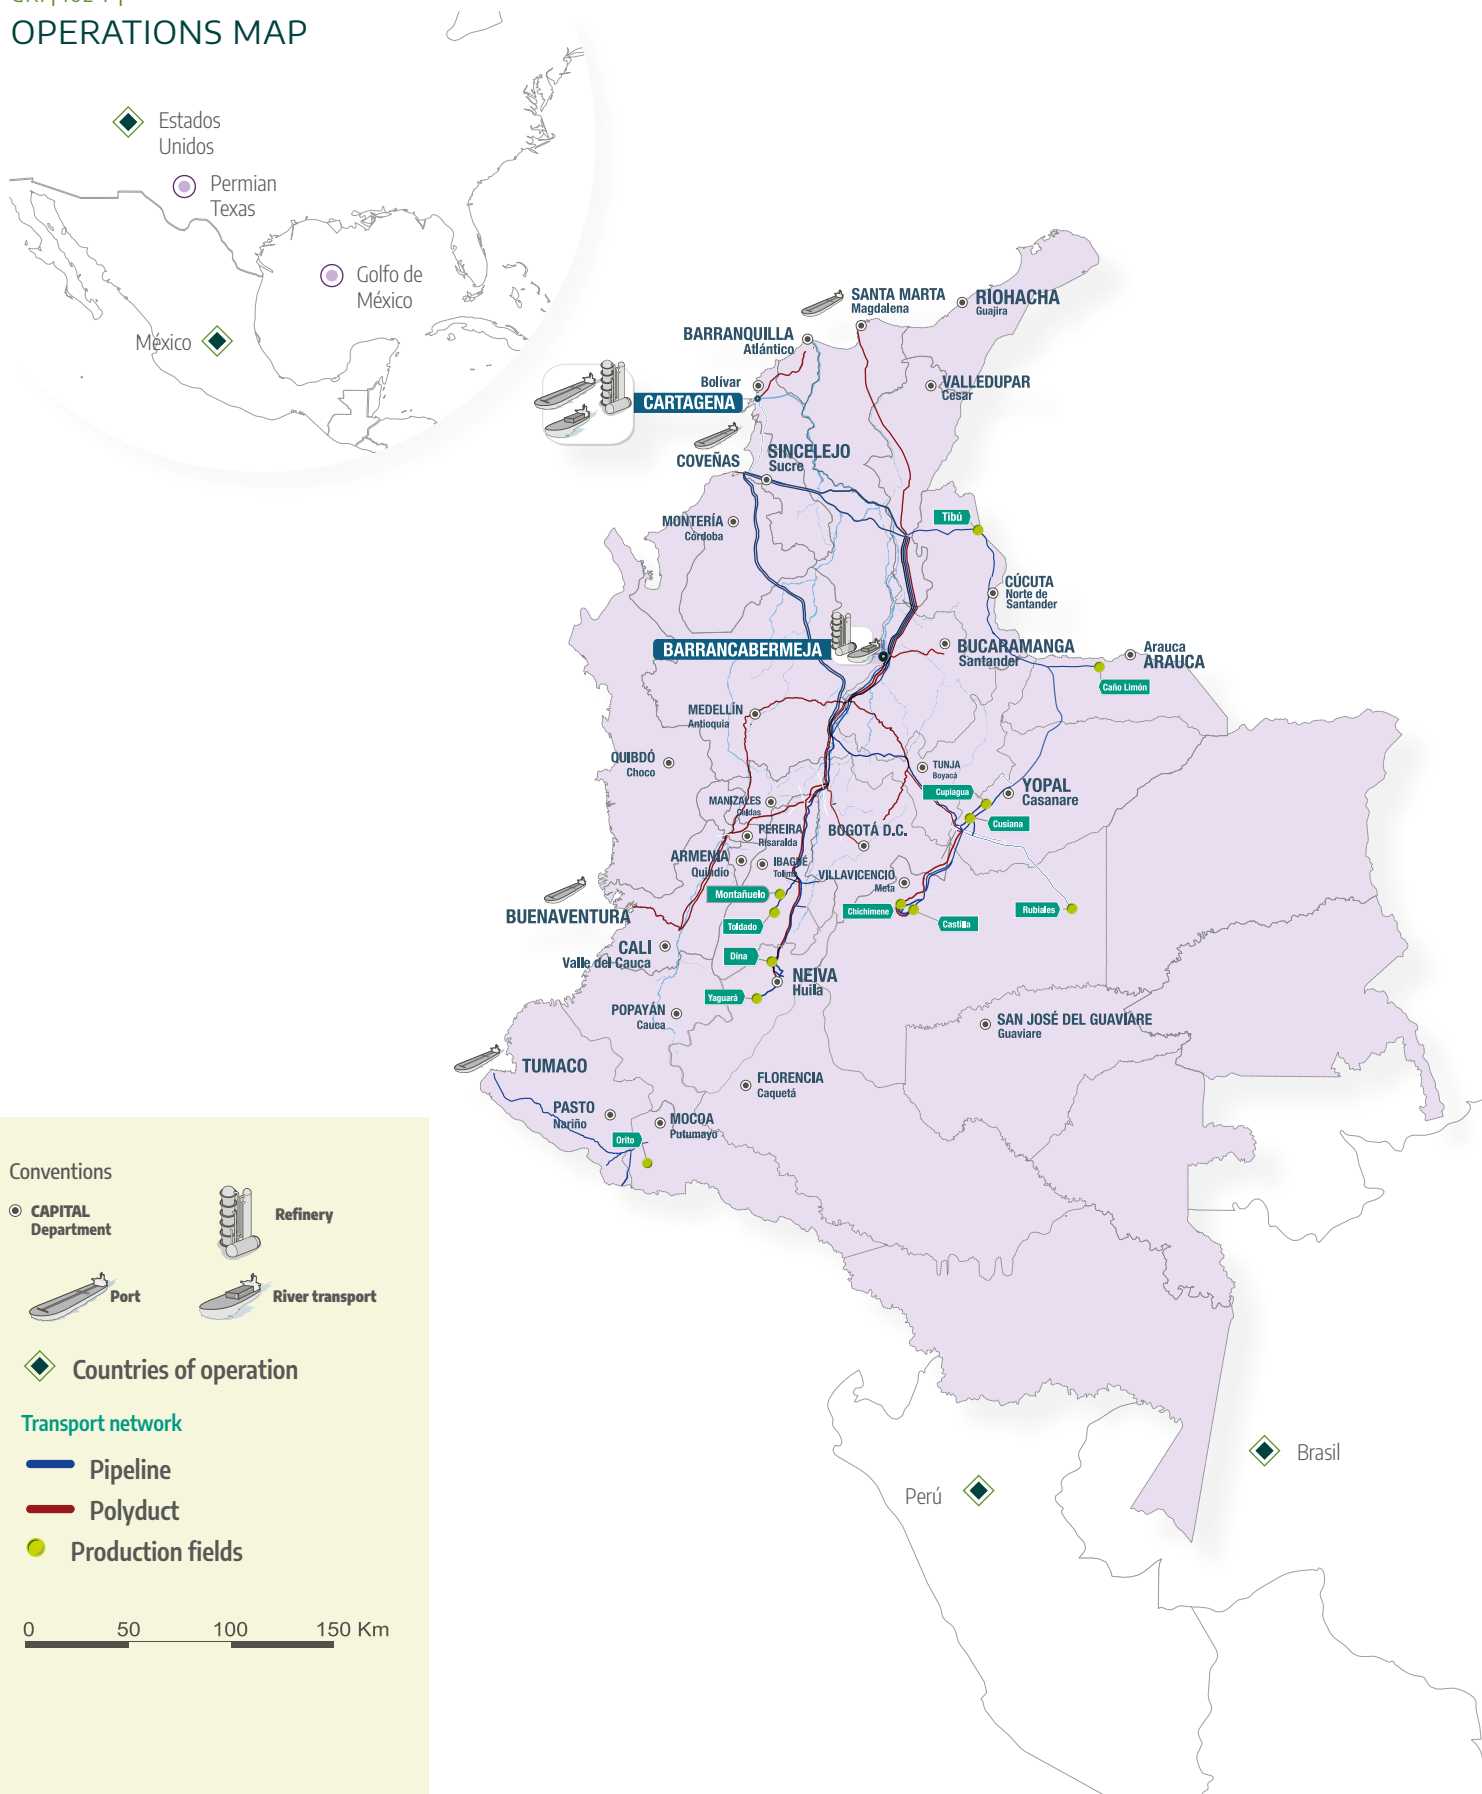 OPERATIONS MAP
Estados
Unidos
Permian
Texas
Golfo de
México
México
SANTA MARTA
Magdalena
RIOHACHA
Guajira
BARRANQUILLA
Atlántico
Bolívar
CARTAGENA
VALLEDUPAR
Cesar
COVEÑAS
SINCELEJO
Sucre
MONTERÍA
Córdoba
Tibú
CÚCUTA
Norte de
Santander
BARRANCABERMEJA
BUCARAMANGA
Santander
Arauca
ARAUCA
Caño Limón
MEDELLÍN
Antioquia
QUIBDÓ
Choco
TUNJA
Boyacá
Cupiagua
YOPAL
Casanare
MANIZALES
Caldas
Cusiana
PEREIRA
Risaralda
BOGOTÁ D.C.
ARMENIA
Quindío
IBAGUÉ
Tolima
VILLAVICENCIO
Meta
Montañuelo
BUENAVENTURA
Chichimene
Castilla
Rubiales
Toldado
CALI
Valle del Cauca
Dina
NEIVA
Huila
Yaguará
POPAYÁN
Cauca
SAN JOSÉ DEL GUAVIARE
Guaviare
TUMACO
FLORENCIA
Caquetá
PASTO
Nariño
MOCOA
Putumayo
Orito
Perú
Brasil
Conventions
CAPITAL
Department
Refinery
Port
River transport
Countries of operation
Transport network
Pipeline
Polyduct
Production fields
0 50 100 150 Km